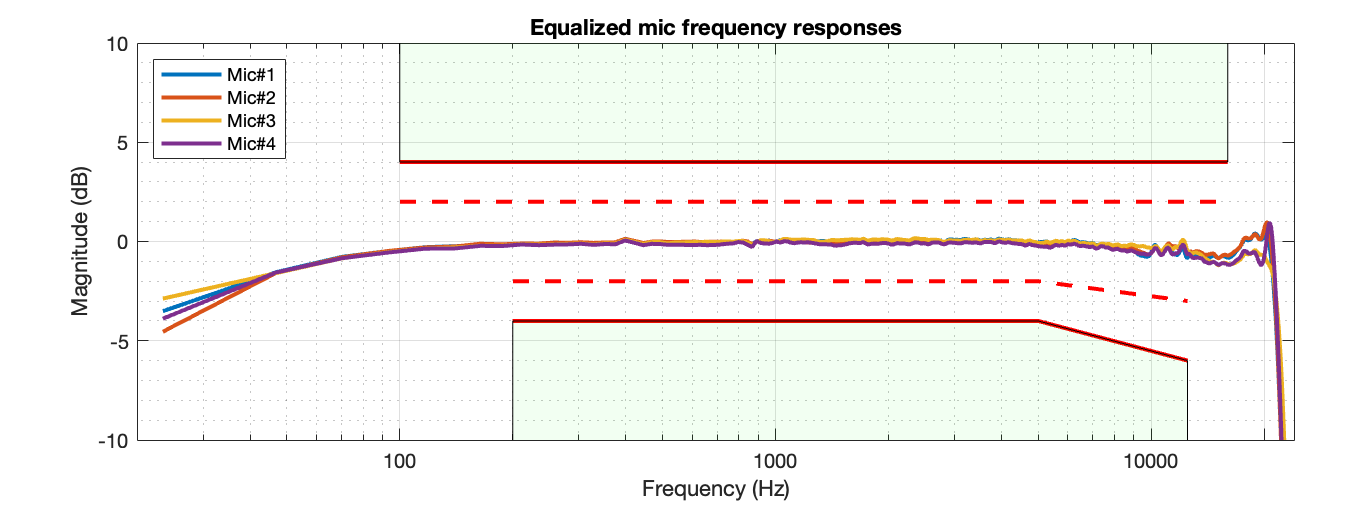 Equalized mic frequency responses
10
5
0
-5
-10
Magnitude (dB)
Mic#1
Mic#2
Mic#3
Mic#4
100
1000
10000
Frequency (Hz)